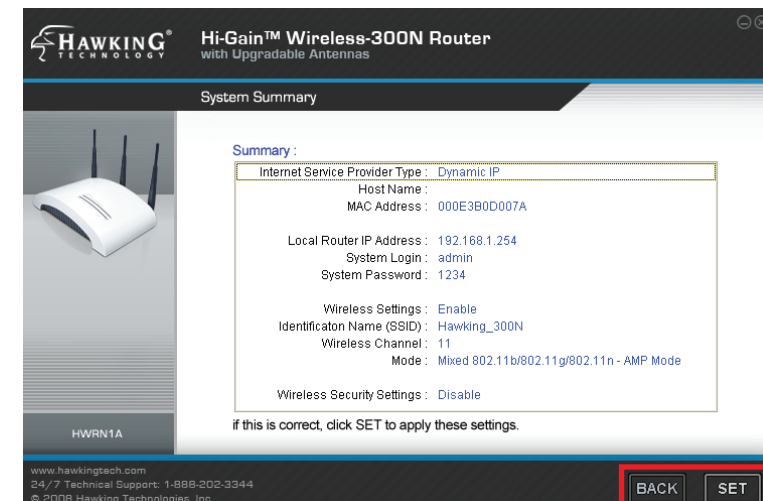 HAWKING®
TECHNOLOGY
Hi-Gain™ Wireless-300N Router
with Upgradable Antennas
System Summary
Summary :
Internet Service Provider Type : Dynamic IP
Host Name :
MAC Address : 000E3B0D007A
Local Router IP Address : 192.168.1.254
System Login : admin
System Password : 1234
Wireless Settings : Enable
Identificaton Name (SSID) : Hawking_300N
Wireless Channel : 11
Mode : Mixed 802.11b/802.11g/802.11n - AMP Mode
Wireless Security Settings : Disable
if this is correct, click SET to apply these settings.
HWRN1A
www.hawkingtech.com
24/7 Technical Support: 1-888-202-3344
© 2008 Hawking Technologies, Inc.
BACK SET